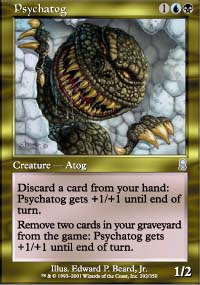 Psychatog
1
Creature — Atog
Discard a card from your hand:
Psychatog gets +1/+1 until end of
turn.
Remove two cards in your graveyard
from the game: Psychatog gets
+1/+1 until end of turn.
Illus. Edward P. Beard, Jr.
™ & © 1993-2001 Wizards of the Coast, Inc. 292/350
1/2